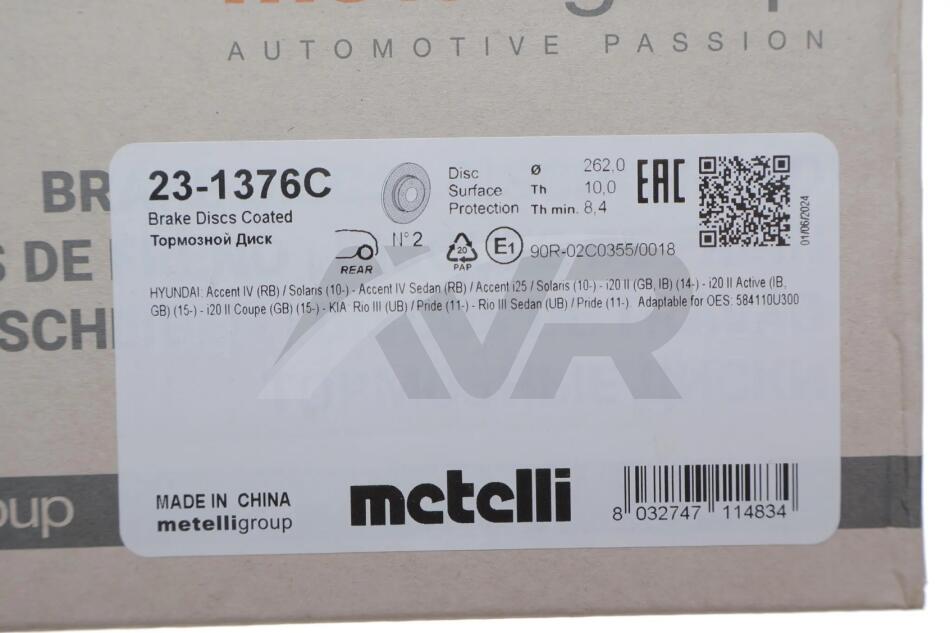 AUTOMOTIVE PASSION
23-1376C
Brake Discs Coated
Тормозной Диск
Disc Ø 262,0
Surface Th 10,0
Protection Th min. 8,4
EAC
01/06/2024
REAR
N°2
20
PAP
E1
90R-02C0355/0018
HYUNDAI: Accent IV (RB) / Solaris (10-) - Accent IV Sedan (RB) / Accent i25 / Solaris (10-) - i20 II (GB, IB) (14-) - i20 II Active (IB,
GB) (15-) - i20 II Coupe (GB) (15-) - KIA Rio III (UB) / Pride (11-) - Rio III Sedan (UB) / Pride (11-). Adaptable for OES: 584110U300
AVR
MADE IN CHINA
metelligroup
metelli
8 032747 114834
BR
S DE
SCHE
oup